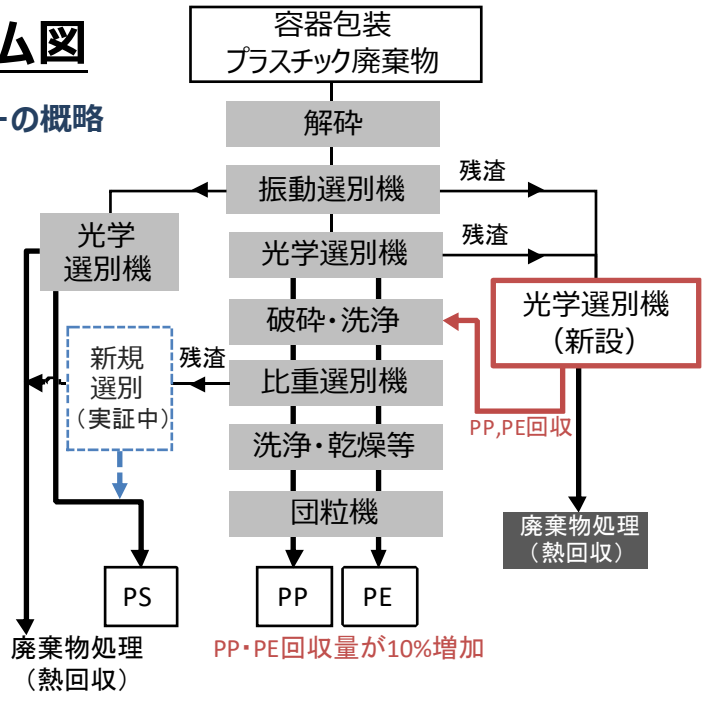 ム図
ーの概略
容器包装
プラスチック廃棄物
解砕
振動選別機
残渣
光学
選別機
光学選別機
残渣
光学選別機
（新設）
破砕・洗浄
新規
選別
（実証中）
残渣
比重選別機
PP,PE回収
洗浄・乾燥等
団粒機
廃棄物処理
（熱回収）
PS
PP
PE
廃棄物処理
（熱回収）
PP・PE回収量が10%増加